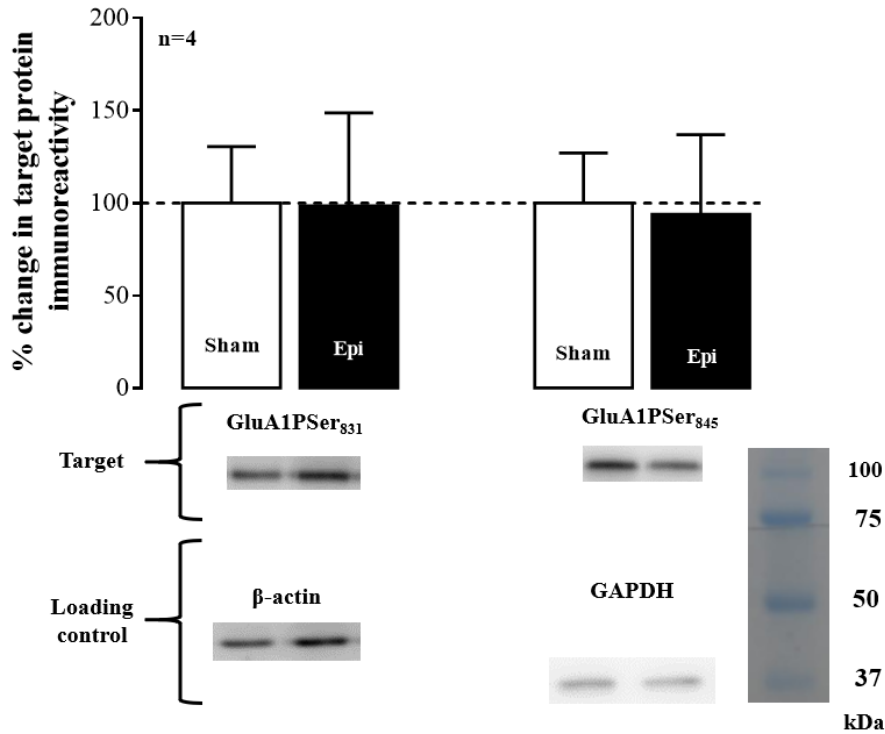 % change in target protein
immunoreactivity
200
150
100
50
0
n=4
Sham
Epi
Sham
Epi
GluA1PSer₈₃₁
GluA1PSer₈₄₅
Target
100
75
50
37
kDa
Loading
control
β-actin
GAPDH